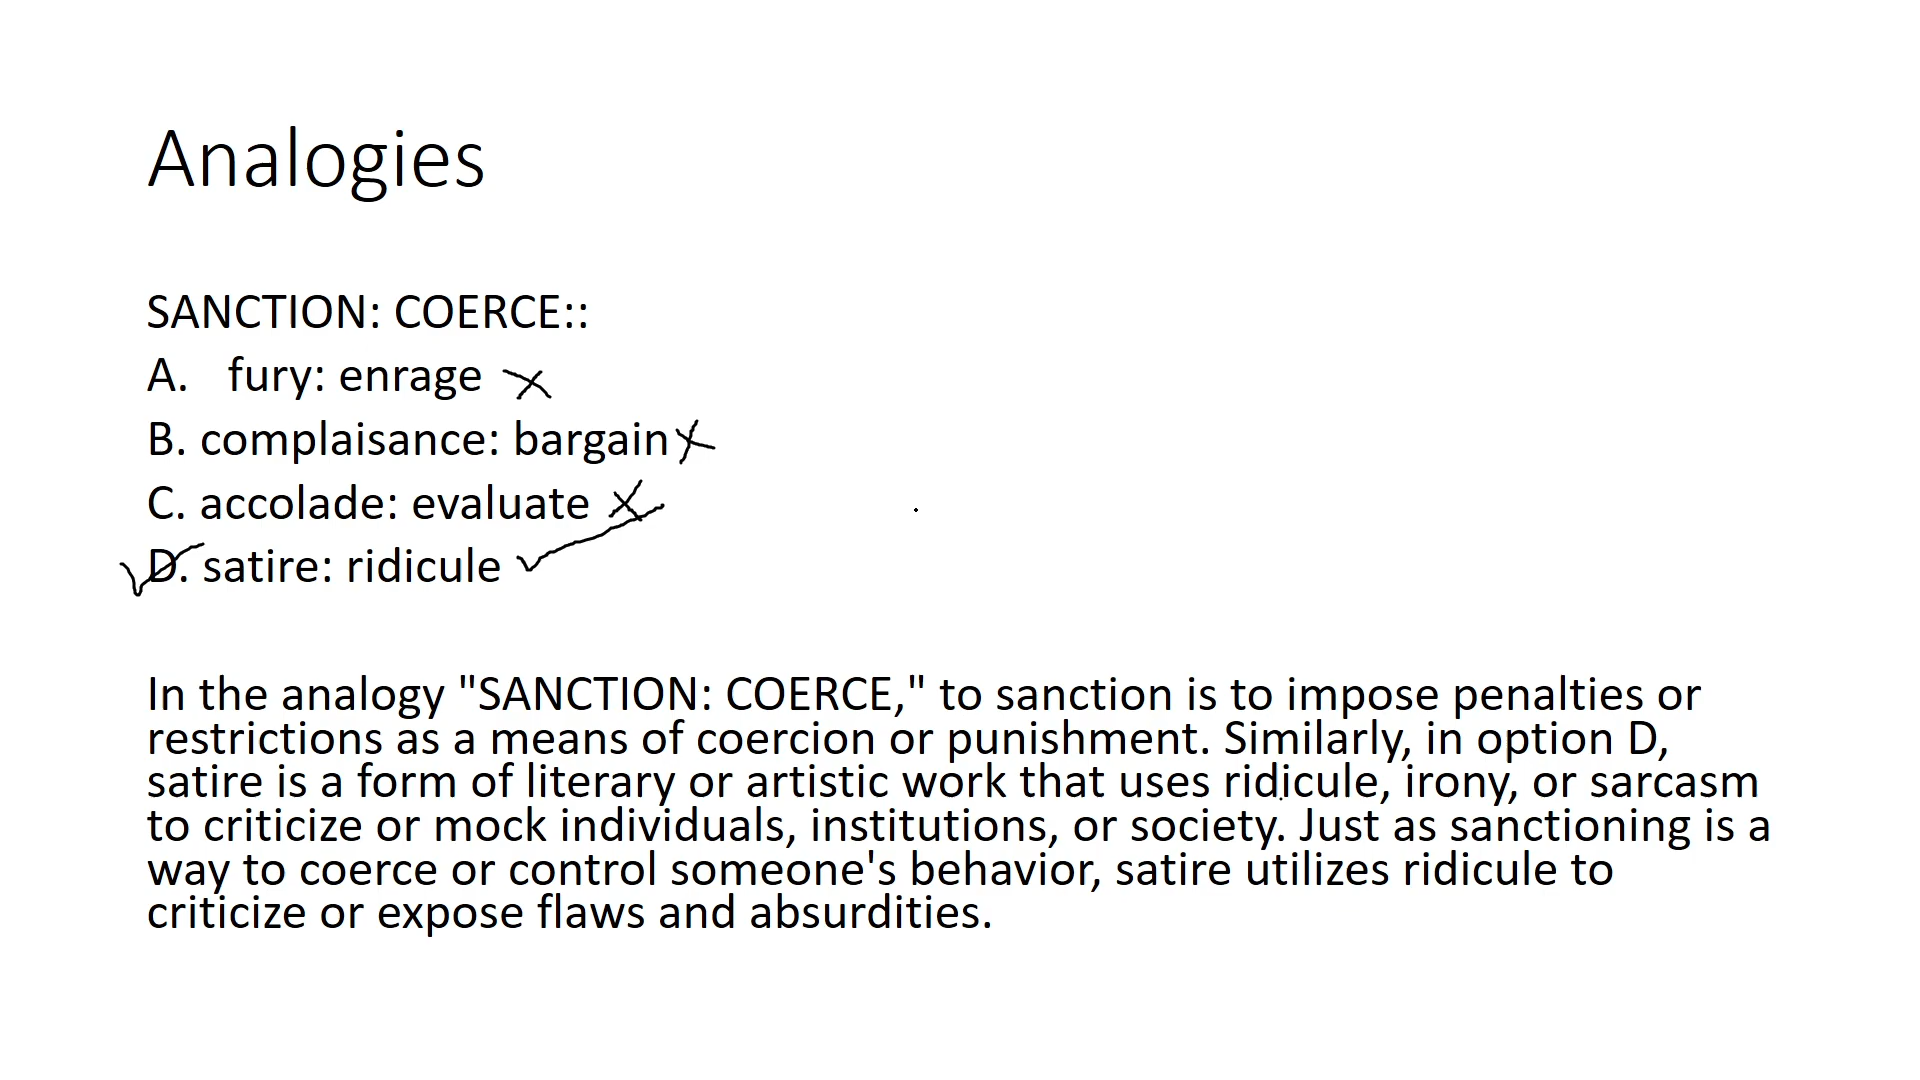 Analogies
SANCTION: COERCE::
A. fury: enrage
B. complaisance: bargain
C. accolade: evaluate
D. satire: ridicule
In the analogy "SANCTION: COERCE," to sanction is to impose penalties or
restrictions as a means of coercion or punishment. Similarly, in option D,
satire is a form of literary or artistic work that uses ridicule, irony, or sarcasm
to criticize or mock individuals, institutions, or society. Just as sanctioning is a
way to coerce or control someone's behavior, satire utilizes ridicule to
criticize or expose flaws and absurdities.